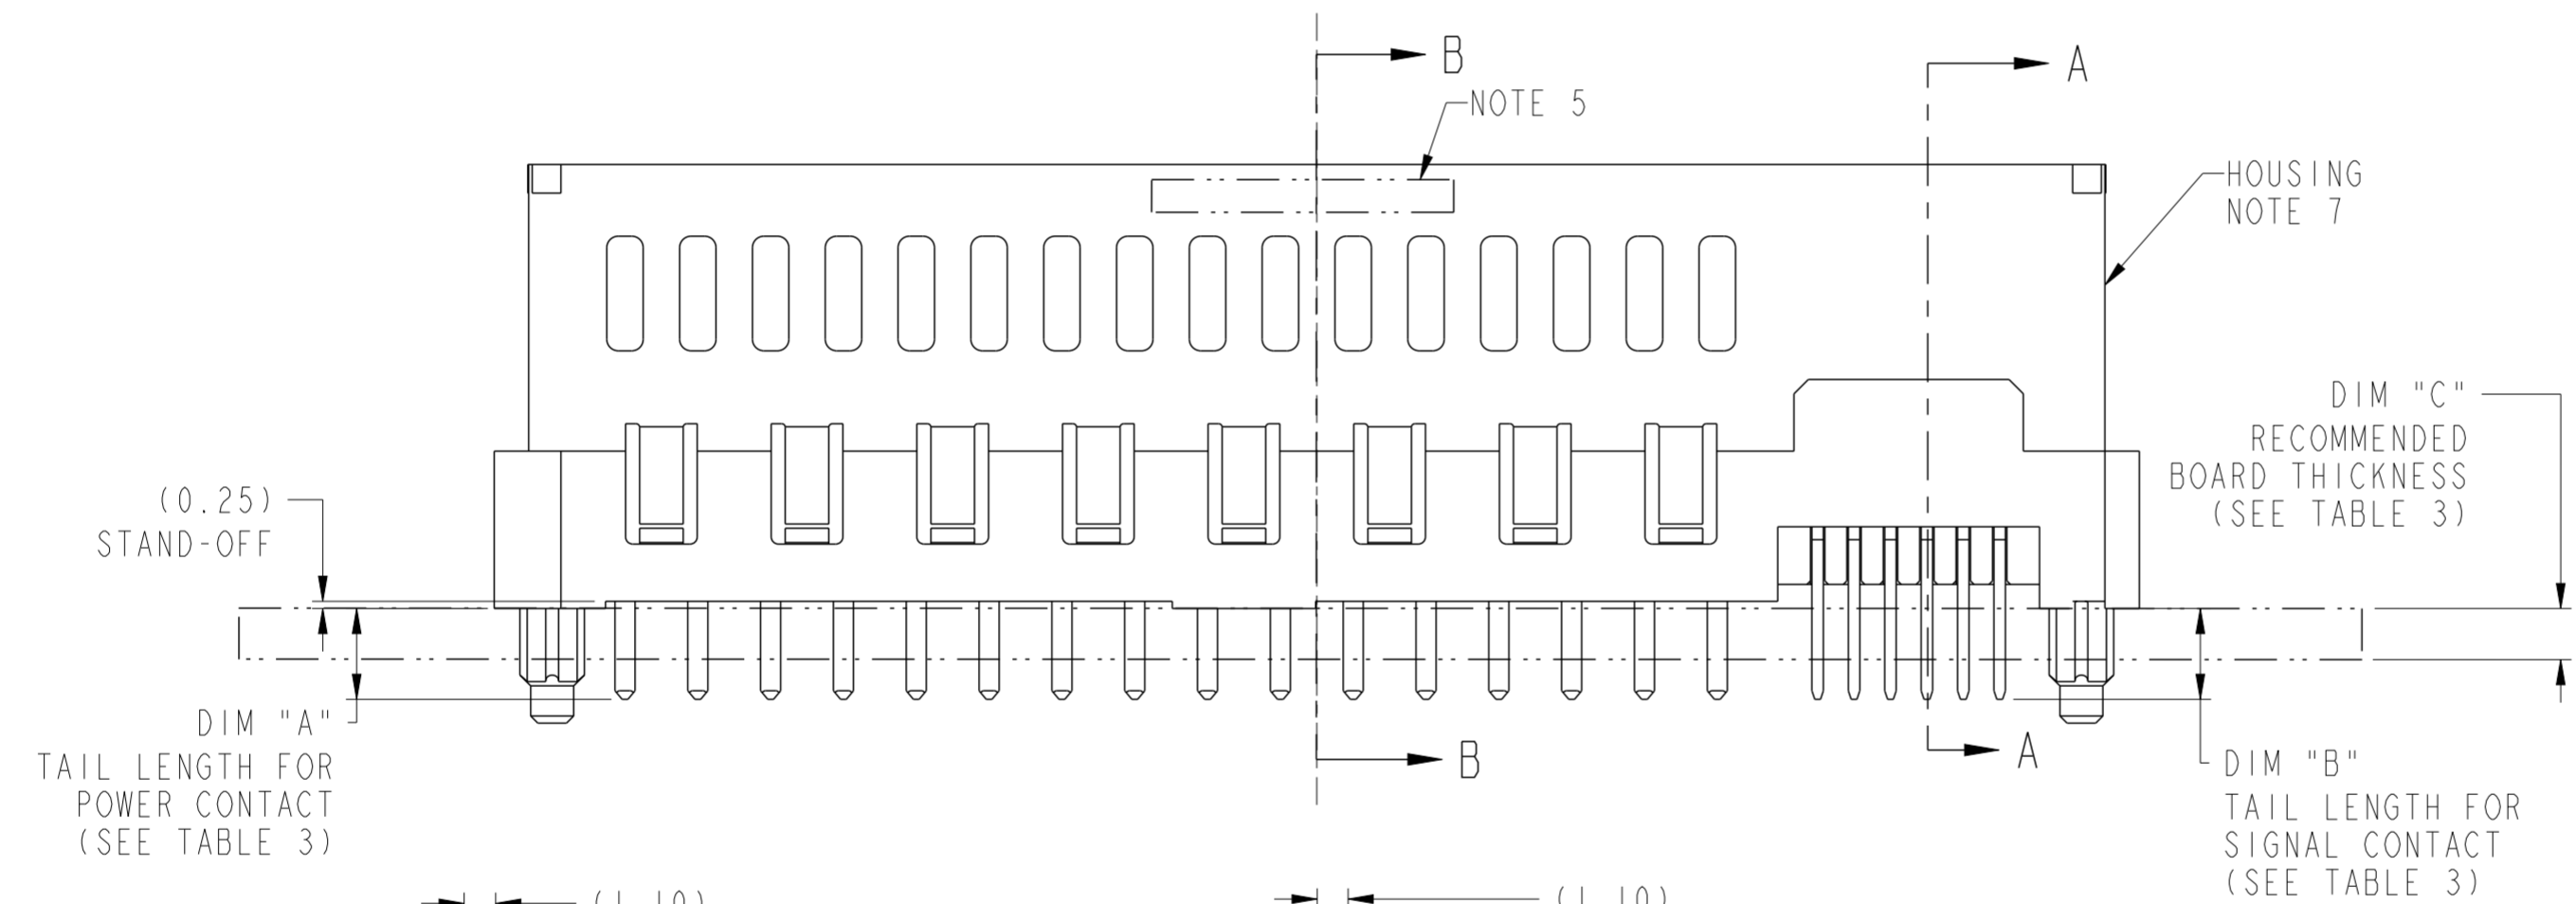 B
A
NOTE 5
HOUSING
NOTE 7
DIM "C"
RECOMMENDED
BOARD THICKNESS
(SEE TABLE 3)
(0.25)
STAND-OFF
DIM "A"
TAIL LENGTH FOR
POWER CONTACT
(SEE TABLE 3)
B
A
DIM "B"
TAIL LENGTH FOR
SIGNAL CONTACT
(SEE TABLE 3)